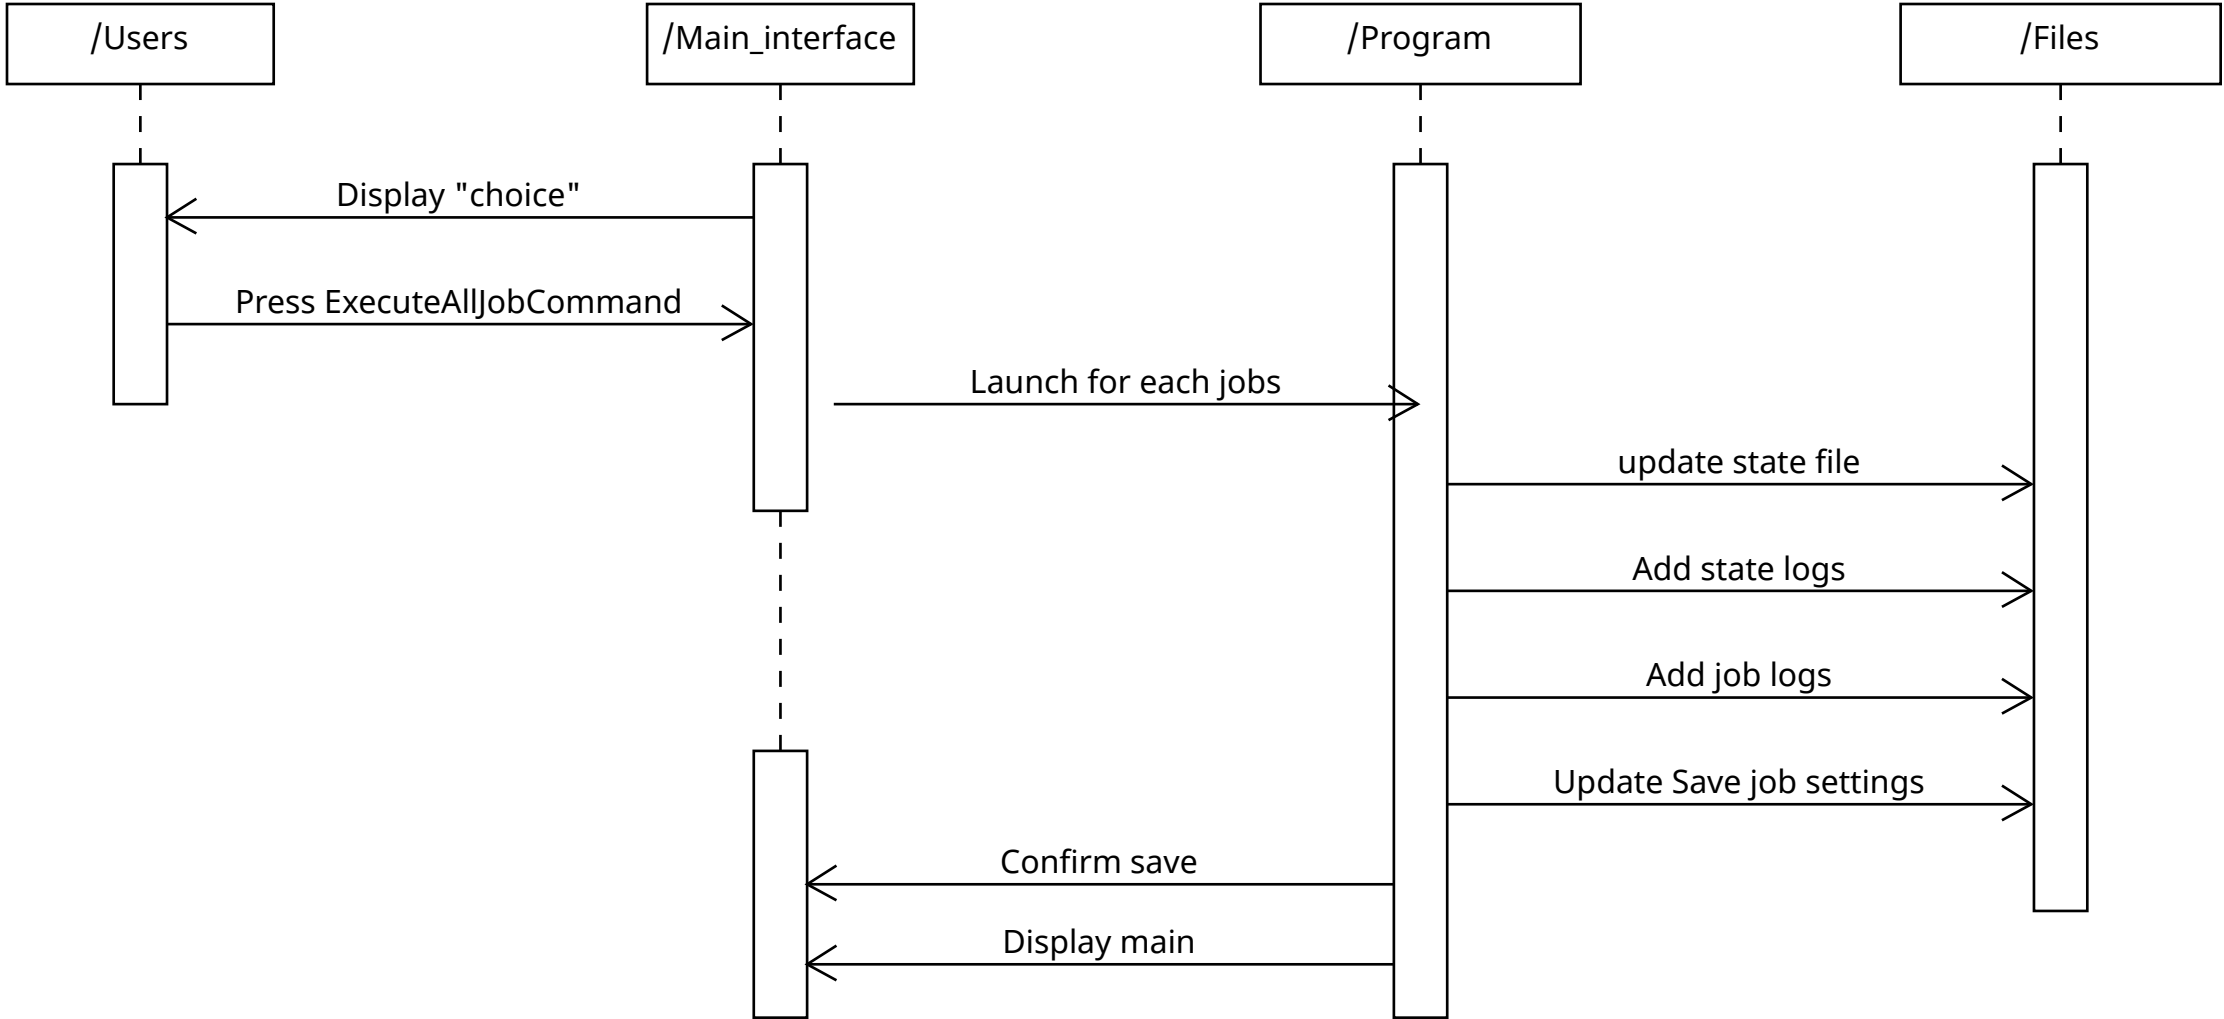 /Users
/Main_interface
/Program
/Files
Display "choice"
Press ExecuteAllJobCommand
Launch for each jobs
update state file
Add state logs
Add job logs
Update Save job settings
Confirm save
Display main